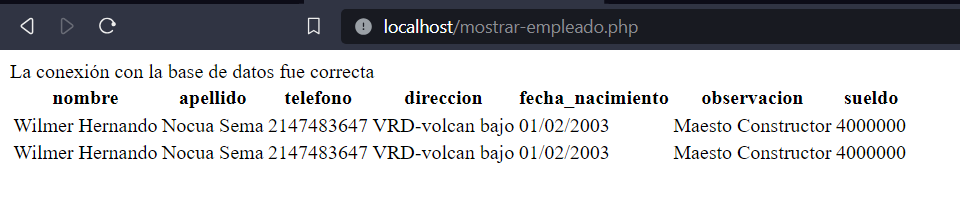 localhost/mostrar-empleado.php
La conexión con la base de datos fue correcta
nombre apellido telefono direccion fecha_nacimiento observacion sueldo
Wilmer Hernando Nocua Sema 2147483647 VRD-volcan bajo 01/02/2003 Maesto Constructor 4000000
Wilmer Hernando Nocua Sema 2147483647 VRD-volcan bajo 01/02/2003 Maesto Constructor 4000000